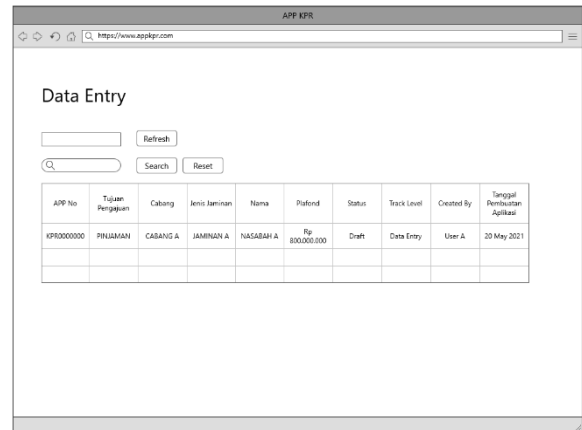 APP KPR
https://www.appkpr.com
Data Entry
Refresh
Search Reset
APP No Tujuan Pengajuan Cabang Jenis Jaminan Nama Plafond Status Track Level Created By Tanggal Pembuatan Aplikasi
KPR0000000 PINJAMAN CABANG A JAMINAN A NASABAH A Rp 800.000.000 Draft Data Entry User A 20 May 2021